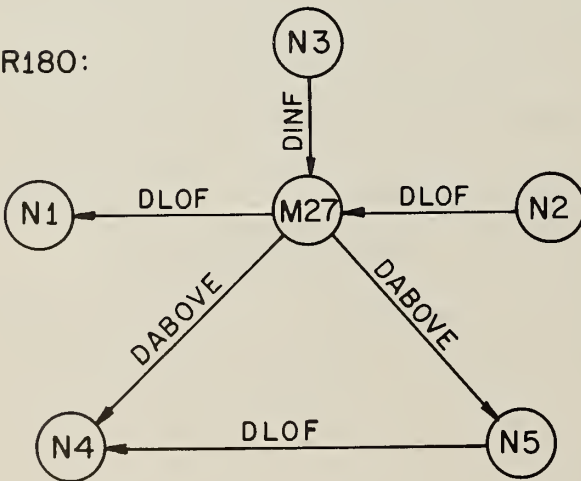 R180:
N3
DINF
N1 DLOF M27 DLOF N2
DABOVE DABOVE
N4 DLOF N5